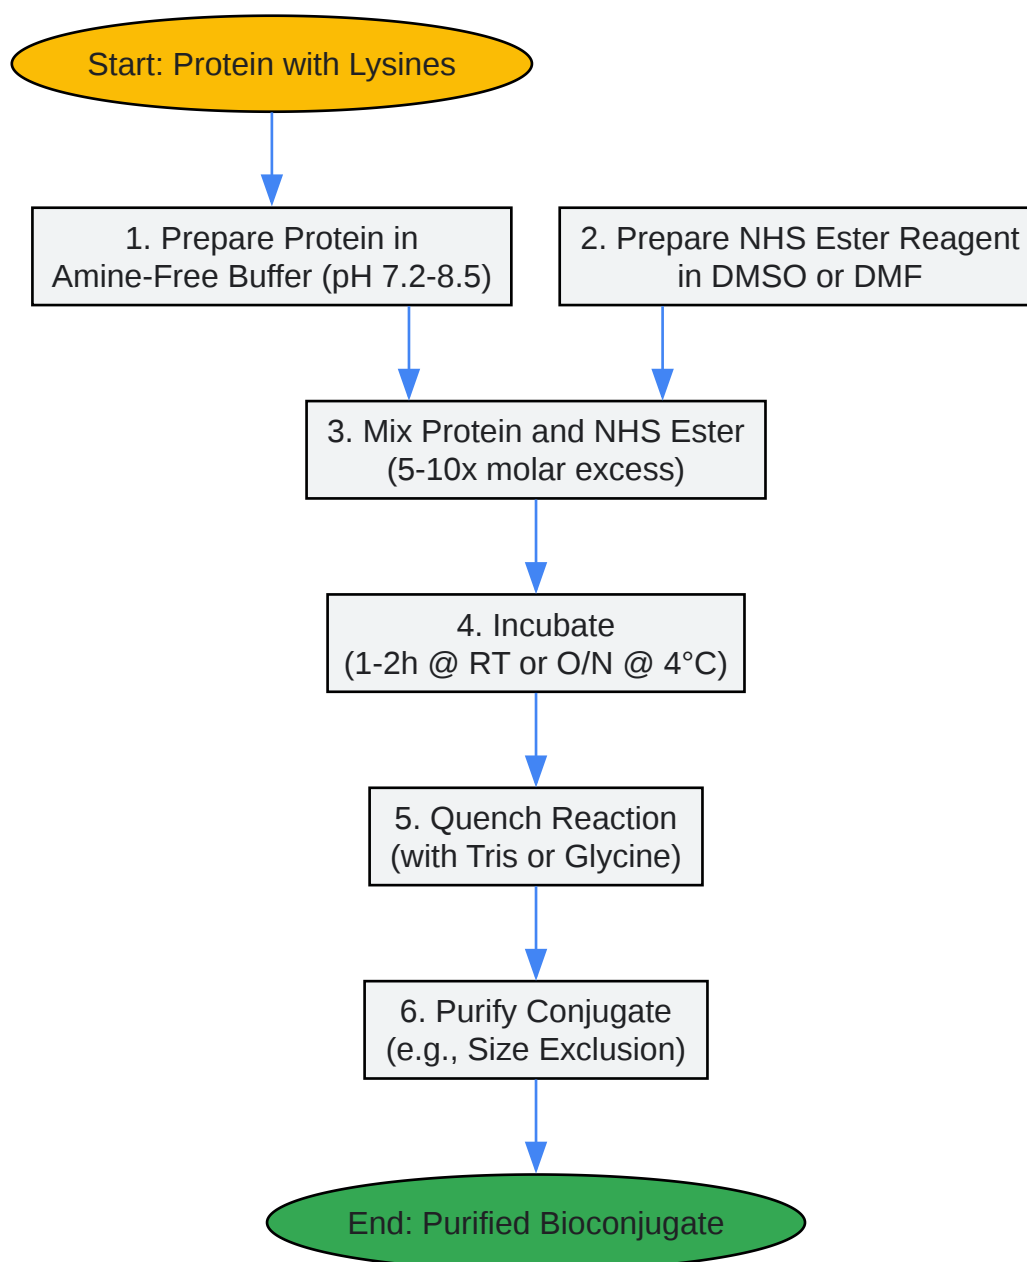 Start: Protein with Lysines
1. Prepare Protein in
Amine-Free Buffer (pH 7.2-8.5)
2. Prepare NHS Ester Reagent
in DMSO or DMF
3. Mix Protein and NHS Ester
(5-10x molar excess)
4. Incubate
(1-2h @ RT or O/N @ 4°C)
5. Quench Reaction
(with Tris or Glycine)
6. Purify Conjugate
(e.g., Size Exclusion)
End: Purified Bioconjugate